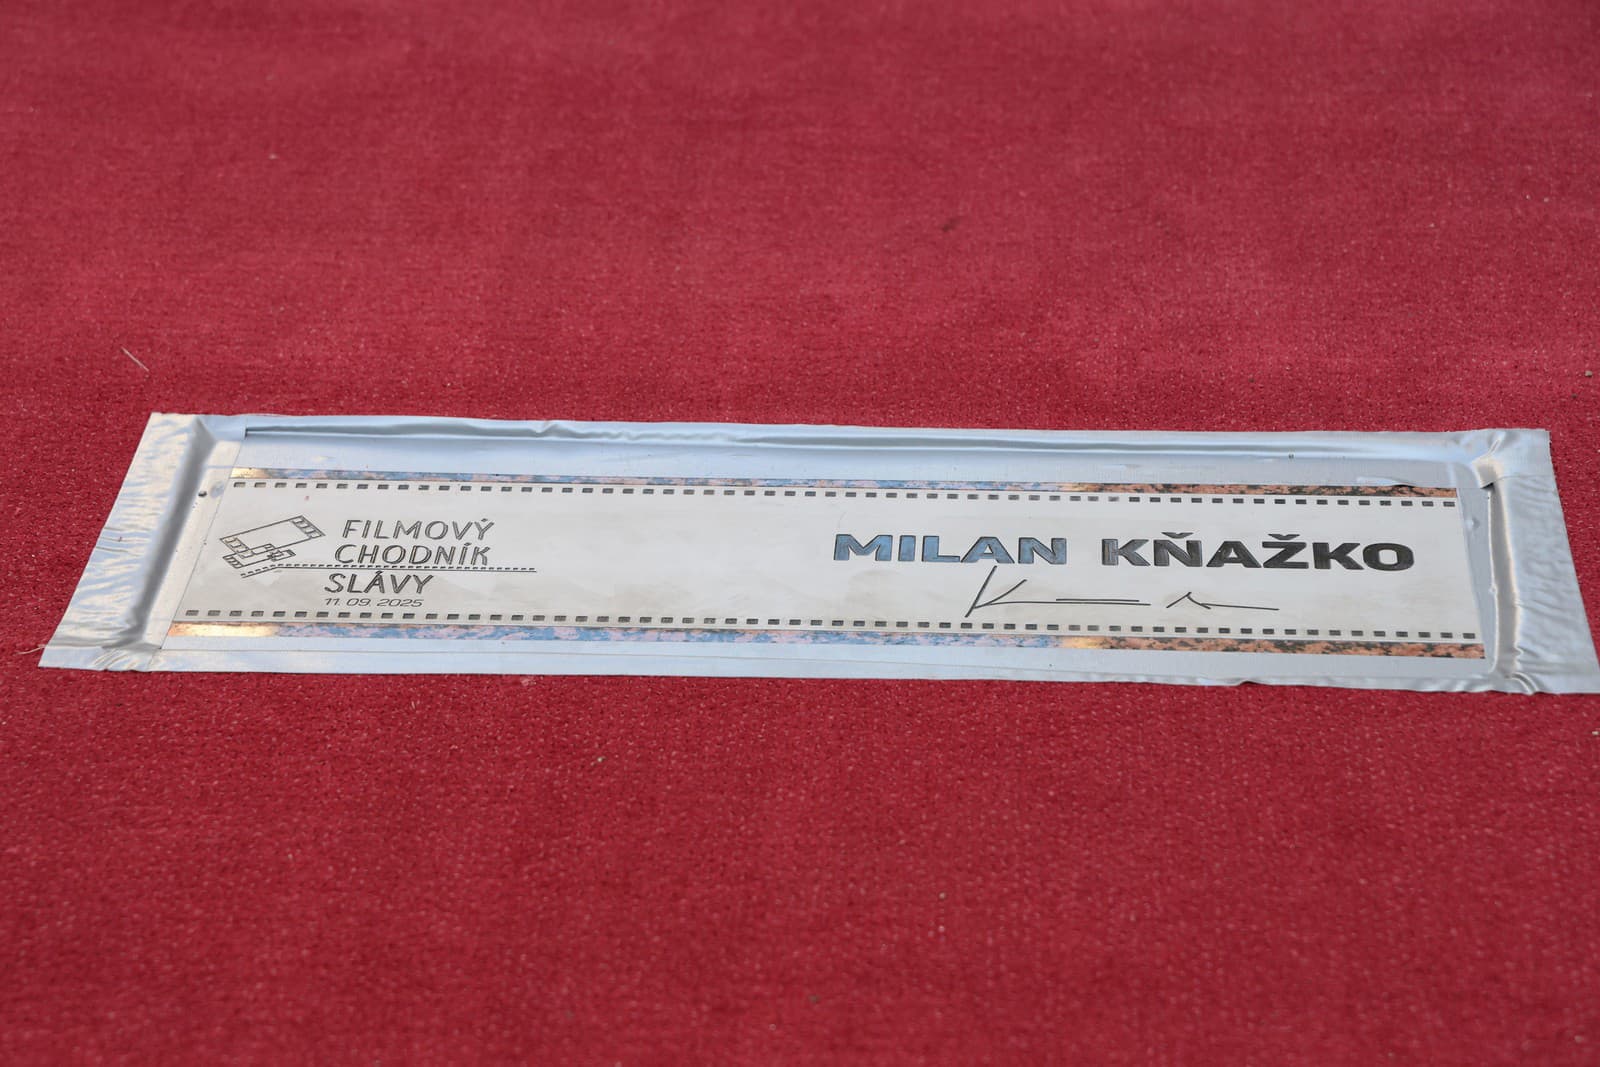 FILMOVÝ
CHODNÍK
SLÁVY
11. 09. 2025
MILAN KŇAŽKO